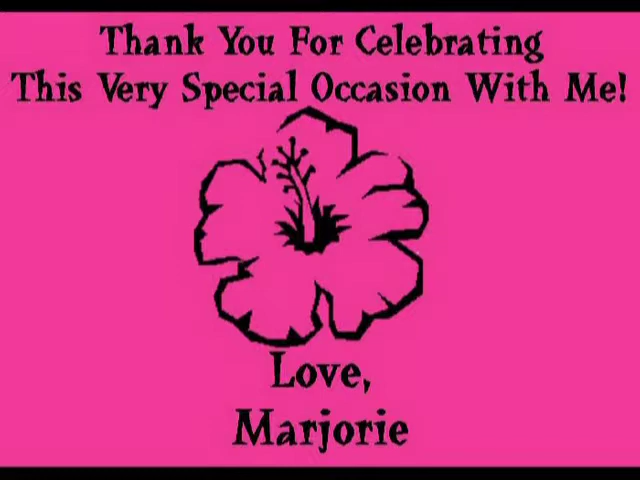 Thank You For Celebrating
This Very Special Occasion With Me!
Love,
Marjorie